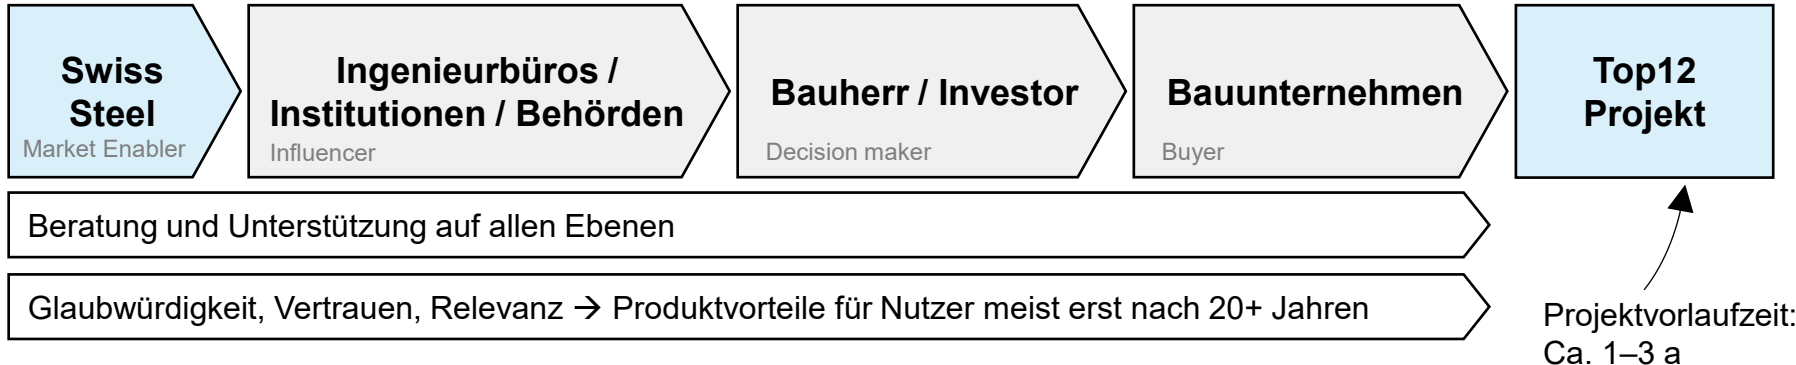 Swiss
Steel
Market Enabler
Ingenieurbüros /
Institutionen / Behörden
Influencer
Bauherr / Investor
Decision maker
Bauunternehmen
Buyer
Top12
Projekt
Beratung und Unterstützung auf allen Ebenen
Glaubwürdigkeit, Vertrauen, Relevanz → Produktvorteile für Nutzer meist erst nach 20+ Jahren
Projektvorlaufzeit:
Ca. 1–3 a